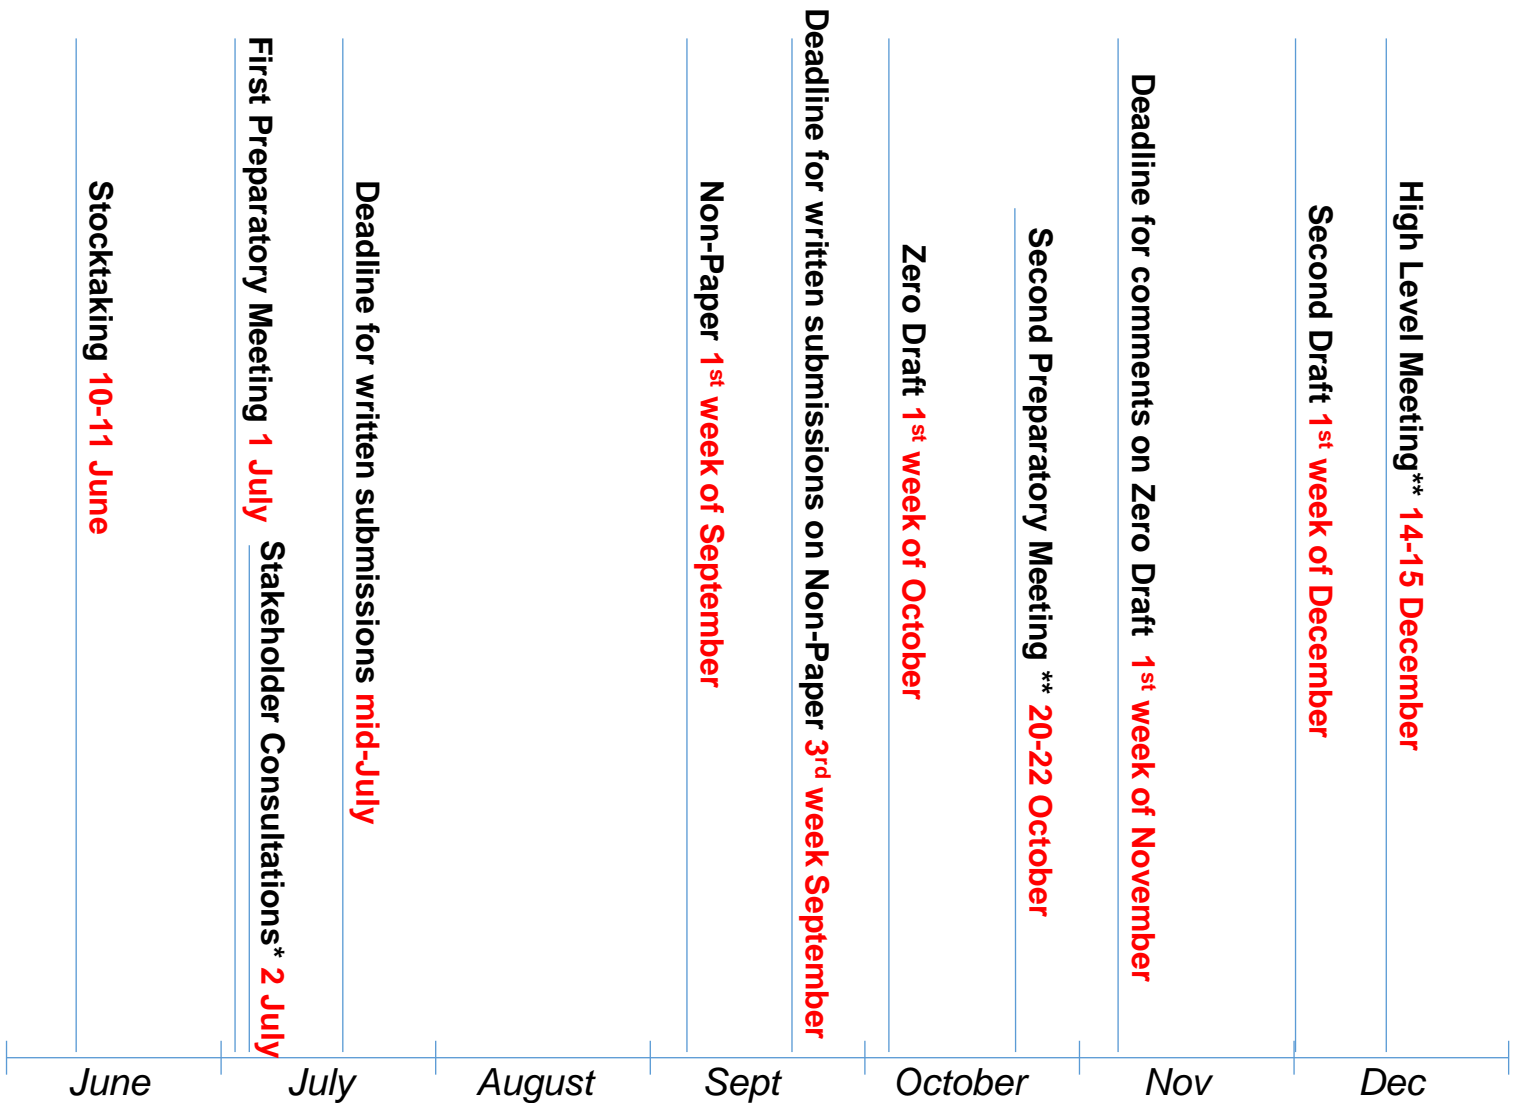 Stocktaking 10-11 June
First Preparatory Meeting 1 July
Stakeholder Consultations* 2 July
Deadline for written submissions mid-July
Non-Paper 1st week of September
Deadline for written submissions on Non-Paper 3rd week September
Zero Draft 1st week of October
Second Preparatory Meeting ** 20-22 October
Deadline for comments on Zero Draft 1st week of November
Second Draft 1st week of December
High Level Meeting** 14-15 December
June July August Sept October Nov Dec